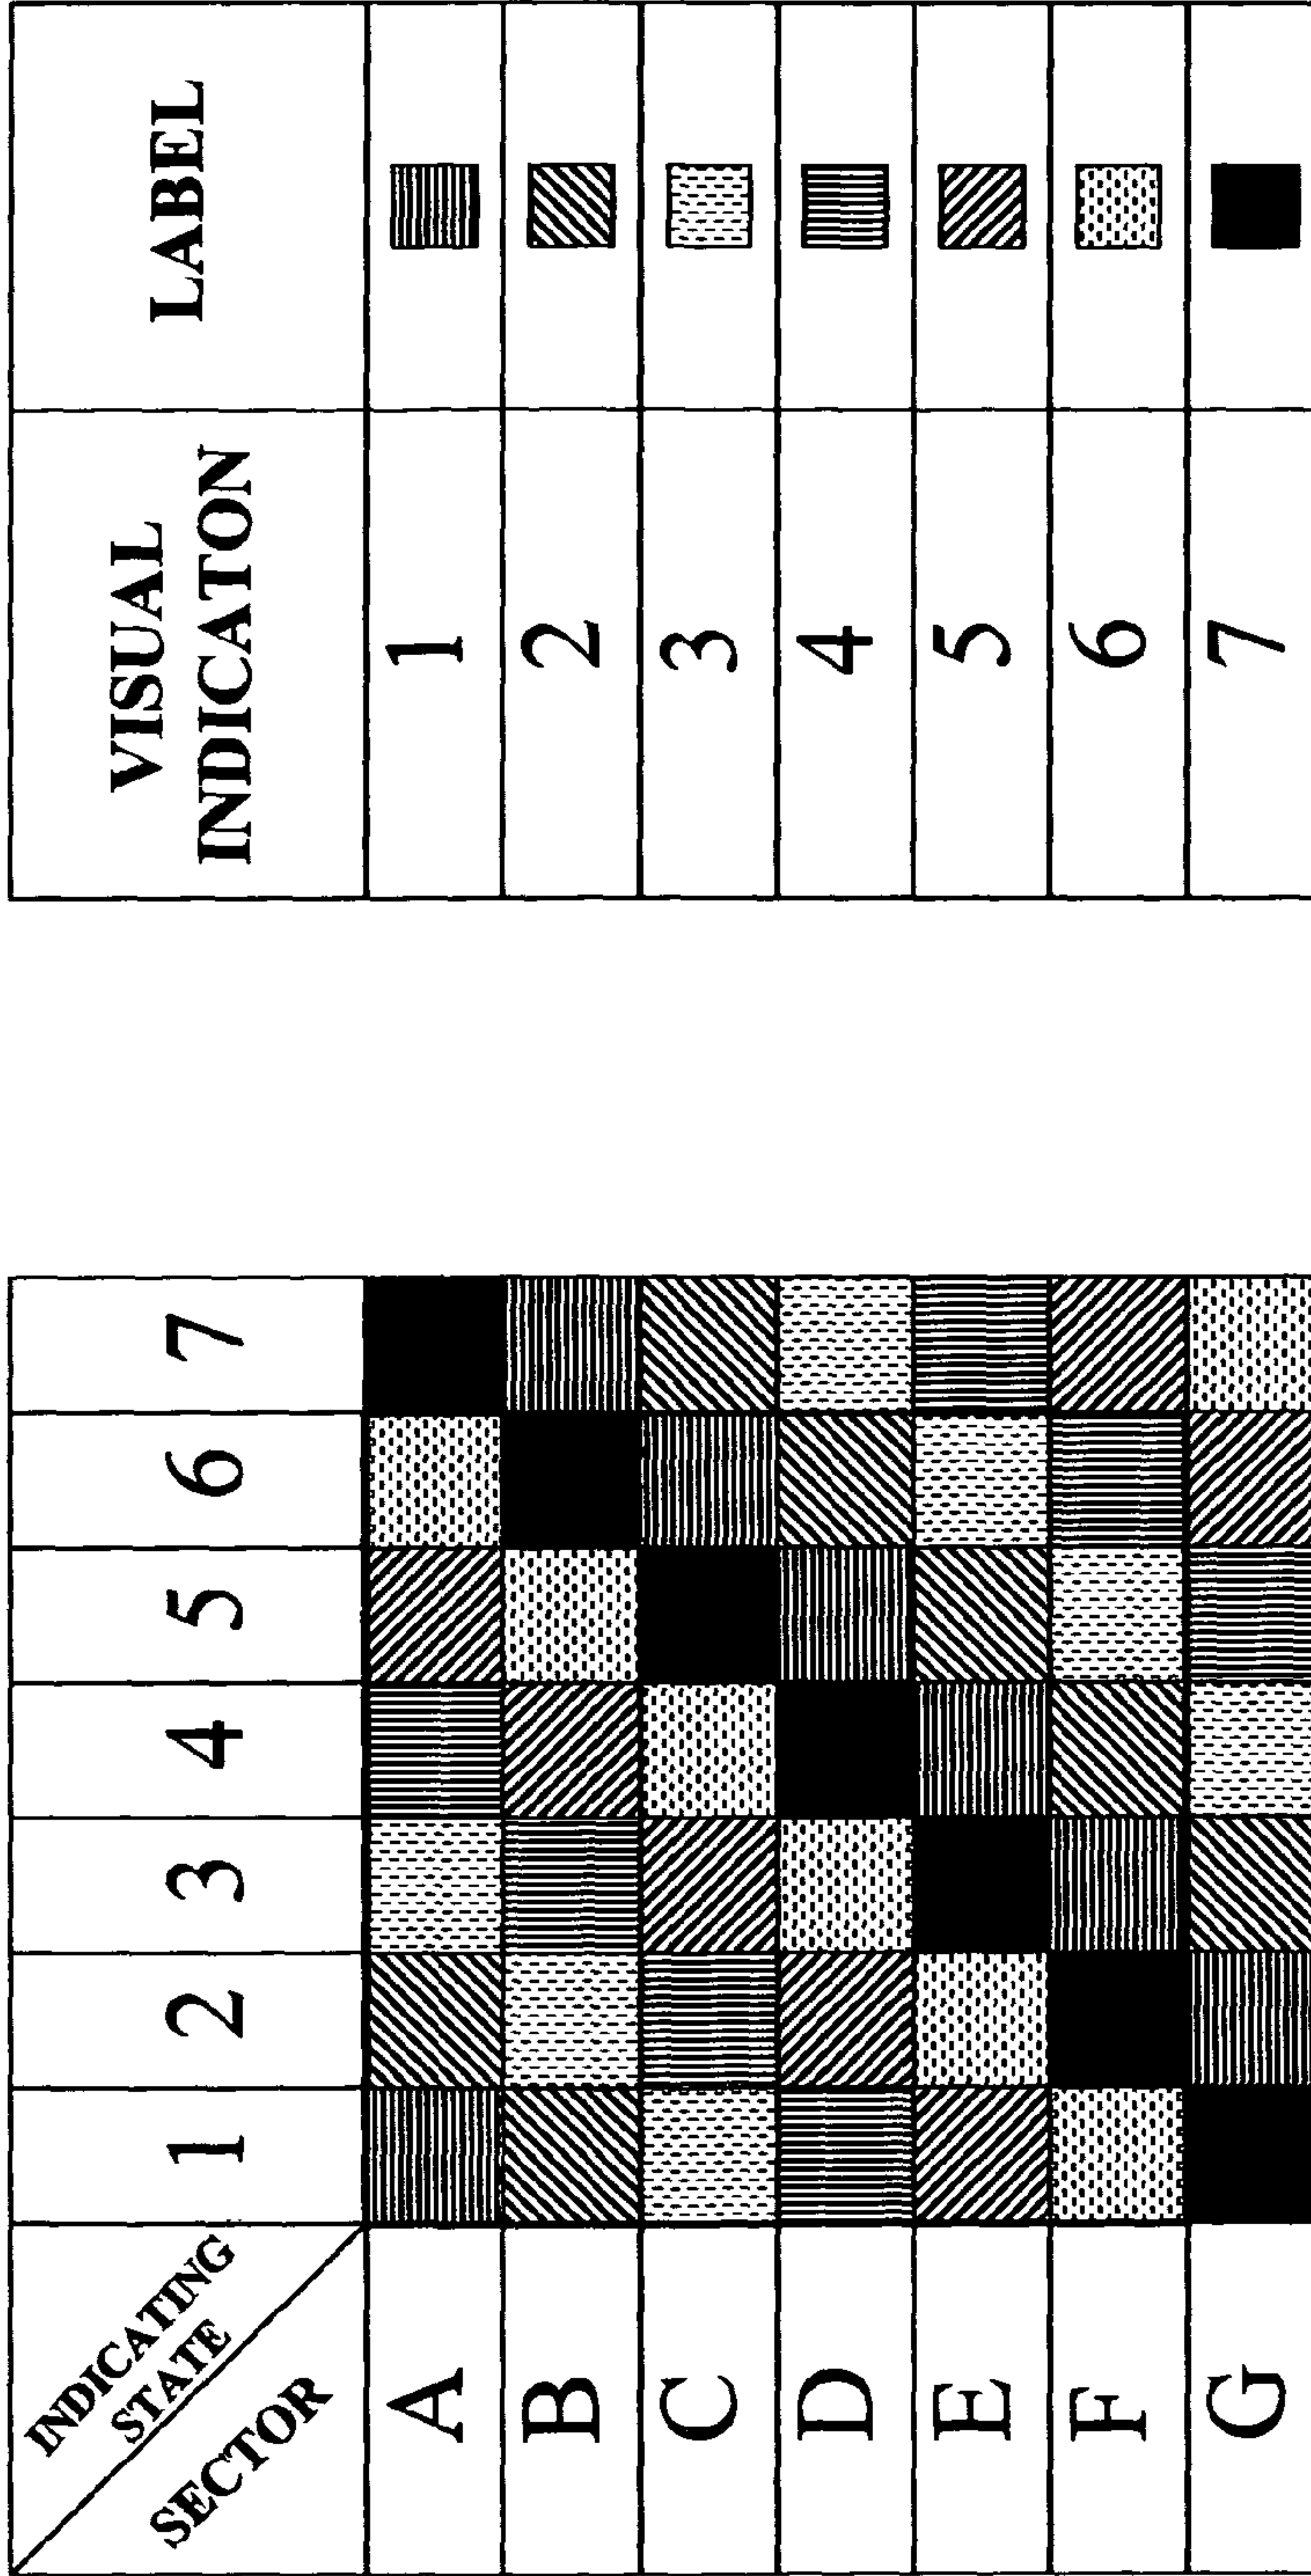 INDICATING
STATE
SECTOR
1 2 3 4 5 6 7
A
B
C
D
E
F
G
VISUAL
INDICATON
LABEL
1
2
3
4
5
6
7